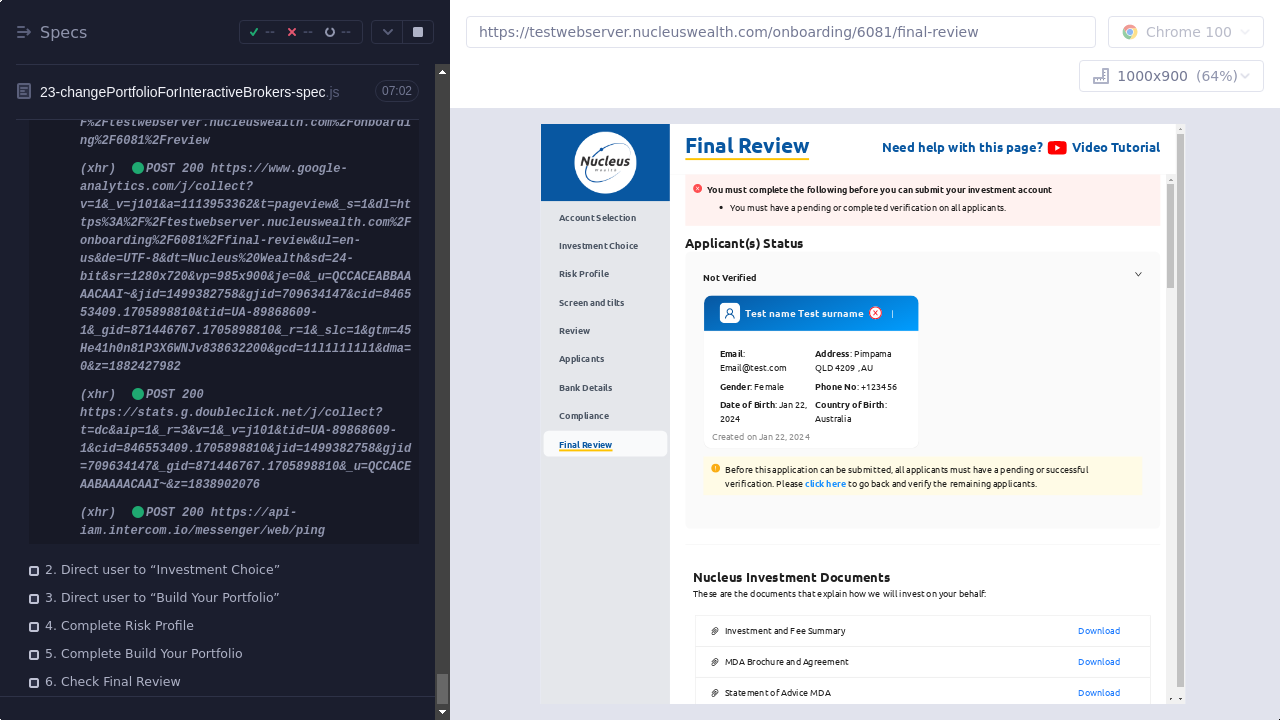 Specs
--
--
--
23-changePortfolioForInteractiveBrokers-spec.js
07:02
F%2Ftestwebserver.nucleuswealth.com%2Fonboardi
ng%2F6081%2Freview
(xhr) POST 200 https://www.google-
analytics.com/j/collect?
v=1&_v=j101&a=1113953362&t=pageview&_s=1&dl=ht
tps%3A%2F%2Ftestwebserver.nucleuswealth.com%2F
onboarding%2F6081%2Ffinal-review&ul=en-
us&de=UTF-8&dt=Nucleus%20Wealth&sd=24-
bit&sr=1280x720&vp=985x900&je=0&_u=QCCACEABBAA
AACAAI~&jid=1499382758&gjid=709634147&cid=8465
53409.1705898810&tid=UA-89868609-
1&_gid=871446767.1705898810&_r=1&_slc=1&gtm=45
He41h0n81P3X6WNJv838632200&gcd=11l1l1l1l1&dma=
0&z=1882427982
(xhr) POST 200
https://stats.g.doubleclick.net/j/collect?
t=dc&aip=1&_r=3&v=1&_v=j101&tid=UA-89868609-
1&cid=846553409.1705898810&jid=1499382758&gjid
=709634147&_gid=871446767.1705898810&_u=QCCACE
AABAAAACAAI~&z=1838902076
(xhr) POST 200 https://api-
iam.intercom.io/messenger/web/ping
2. Direct user to “Investment Choice”
3. Direct user to “Build Your Portfolio”
4. Complete Risk Profile
5. Complete Build Your Portfolio
6. Check Final Review
https://testwebserver.nucleuswealth.com/onboarding/6081/final-review
Chrome 100
1000x900 (64%)
Nucleus
Wealth
Account Selection
Investment Choice
Risk Profile
Screen and tilts
Review
Applicants
Bank Details
Compliance
Final Review
Final Review
Need help with this page? Video Tutorial
You must complete the following before you can submit your investment account
• You must have a pending or completed verification on all applicants.
Applicant(s) Status
Not Verified
Test name Test surname |
Email:
Email@test.com
Address: Pimpama
QLD 4209 , AU
Gender: Female
Phone No: +123456
Date of Birth: Jan 22,
2024
Country of Birth:
Australia
Created on Jan 22, 2024
Before this application can be submitted, all applicants must have a pending or successful
verification. Please click here to go back and verify the remaining applicants.
Nucleus Investment Documents
These are the documents that explain how we will invest on your behalf:
Investment and Fee Summary Download
MDA Brochure and Agreement Download
Statement of Advice MDA Download